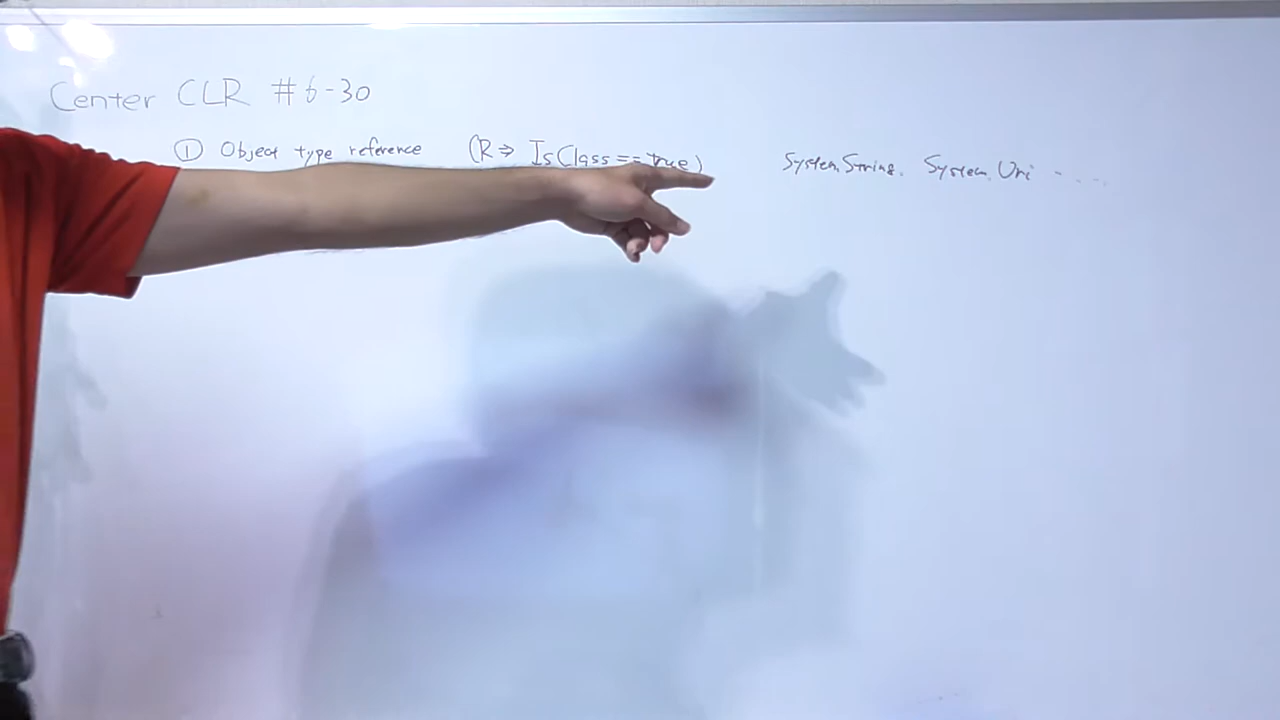 Center CLR #6-30
① Object type reference (R ⇒ IsClass == true) System.String, System.Uri .....